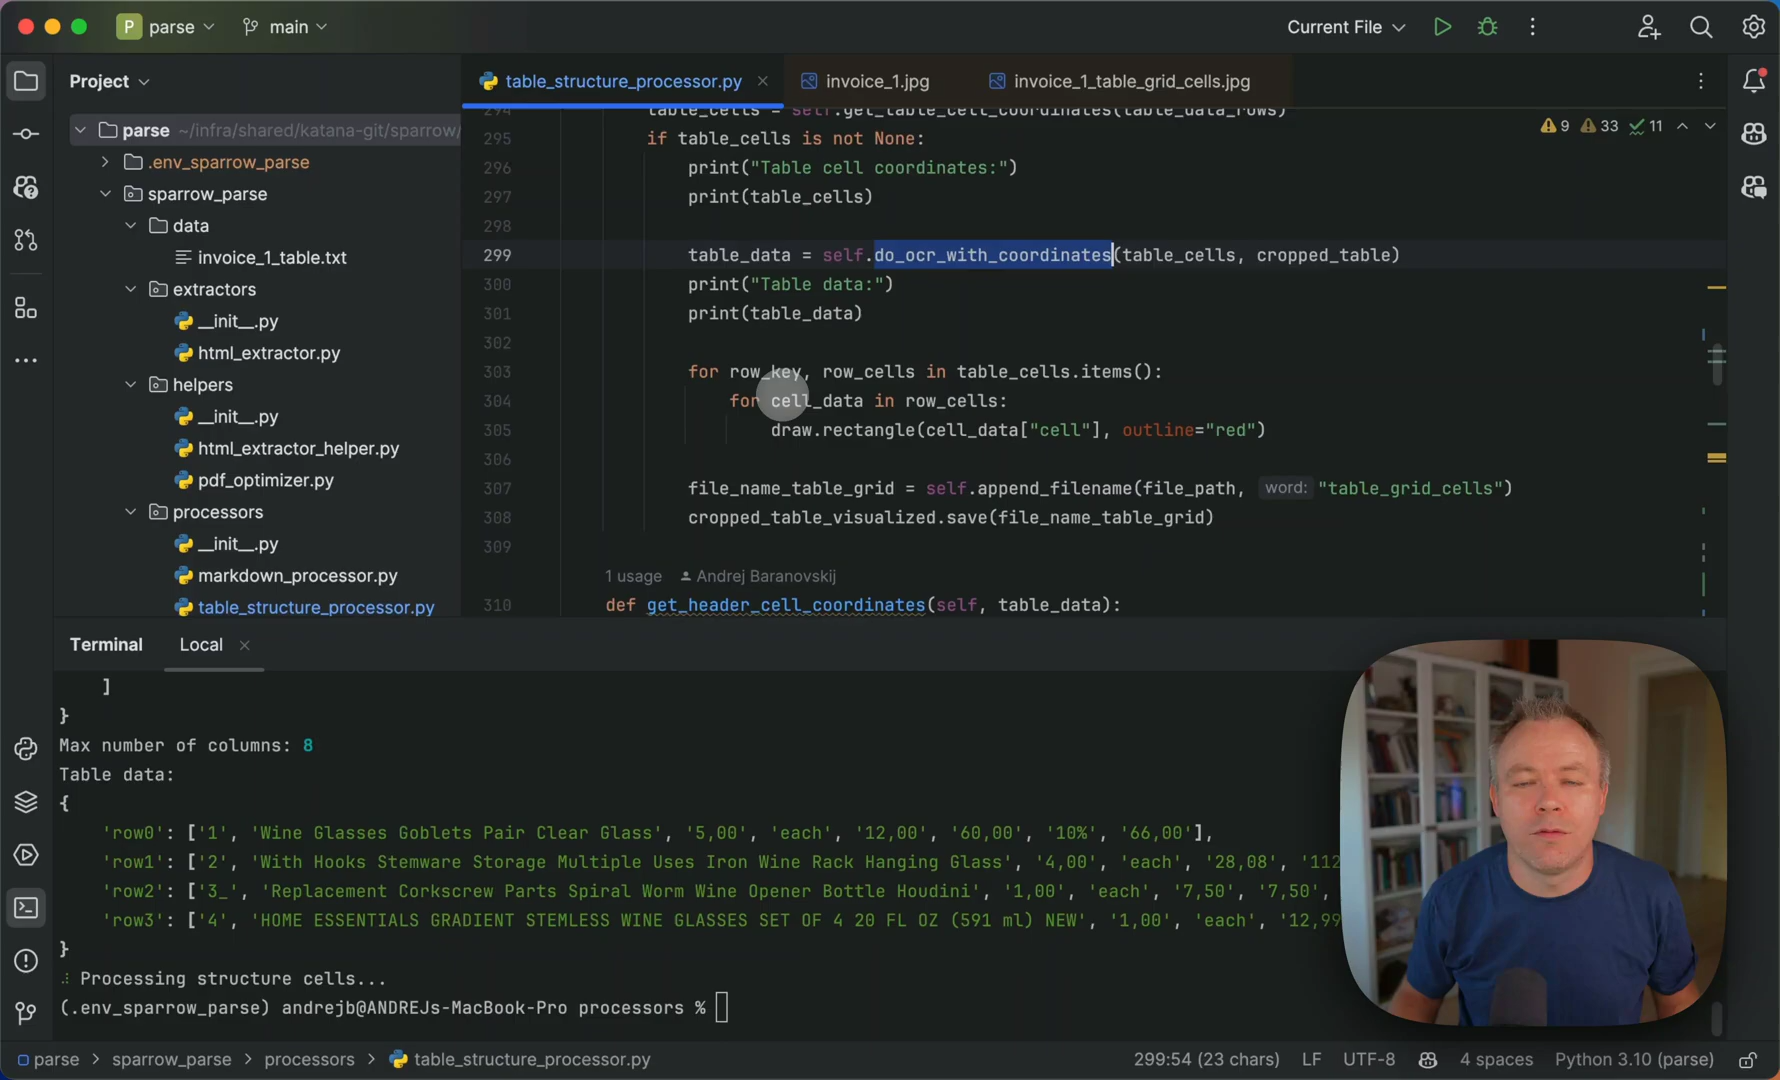 P parse main Current File
Project
table_structure_processor.py invoice_1.jpg invoice_1_table_grid_cells.jpg
parse ~/infra/shared/katana-git/sparrow/
.env_sparrow_parse
sparrow_parse
data
invoice_1_table.txt
extractors
__init__.py
html_extractor.py
helpers
__init__.py
html_extractor_helper.py
pdf_optimizer.py
processors
__init__.py
markdown_processor.py
table_structure_processor.py
9 33 11
294 table_cells = self.get_table_cell_coordinates(table_data_rows)
295 if table_cells is not None:
296 print("Table cell coordinates:")
297 print(table_cells)
298
299 table_data = self.do_ocr_with_coordinates(table_cells, cropped_table)
300 print("Table data:")
301 print(table_data)
302
303 for row_key, row_cells in table_cells.items():
304 for cell_data in row_cells:
305 draw.rectangle(cell_data["cell"], outline="red")
306
307 file_name_table_grid = self.append_filename(file_path, word: "table_grid_cells")
308 cropped_table_visualized.save(file_name_table_grid)
309
1 usage Andrej Baranovskij
310 def get_header_cell_coordinates(self, table_data):
Terminal Local
]
}
Max number of columns: 8
Table data:
{
'row0': ['1', 'Wine Glasses Goblets Pair Clear Glass', '5,00', 'each', '12,00', '60,00', '10%', '66,00'],
'row1': ['2', 'With Hooks Stemware Storage Multiple Uses Iron Wine Rack Hanging Glass', '4,00', 'each', '28,08', '112
'row2': ['3_', 'Replacement Corkscrew Parts Spiral Worm Wine Opener Bottle Houdini', '1,00', 'each', '7,50', '7,50',
'row3': ['4', 'HOME ESSENTIALS GRADIENT STEMLESS WINE GLASSES SET OF 4 20 FL OZ (591 ml) NEW', '1,00', 'each', '12,99
}
Processing structure cells...
(.env_sparrow_parse) andrejb@ANDREJs-MacBook-Pro processors %
parse > sparrow_parse > processors > table_structure_processor.py 299:54 (23 chars) LF UTF-8 4 spaces Python 3.10 (parse)